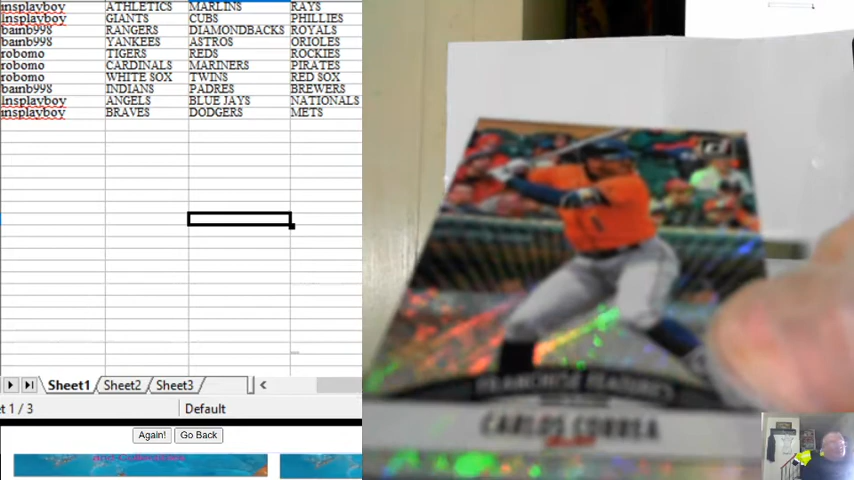 insplayboy ATHLETICS MARLINS RAYS
Insplayboy GIANTS CUBS PHILLIES
bainb998 RANGERS DIAMONDBACKS ROYALS
bainb998 YANKEES ASTROS ORIOLES
robomo TIGERS REDS ROCKIES
robomo CARDINALS MARINERS PIRATES
robomo WHITE SOX TWINS RED SOX
bainb998 INDIANS PADRES BREWERS
Insplayboy ANGELS BLUE JAYS NATIONALS
insplayboy BRAVES DODGERS METS
Sheet1 Sheet2 Sheet3
t 1 / 3 Default
Again! Go Back
FRANCHISE FEATURES
CARLOS CORREA